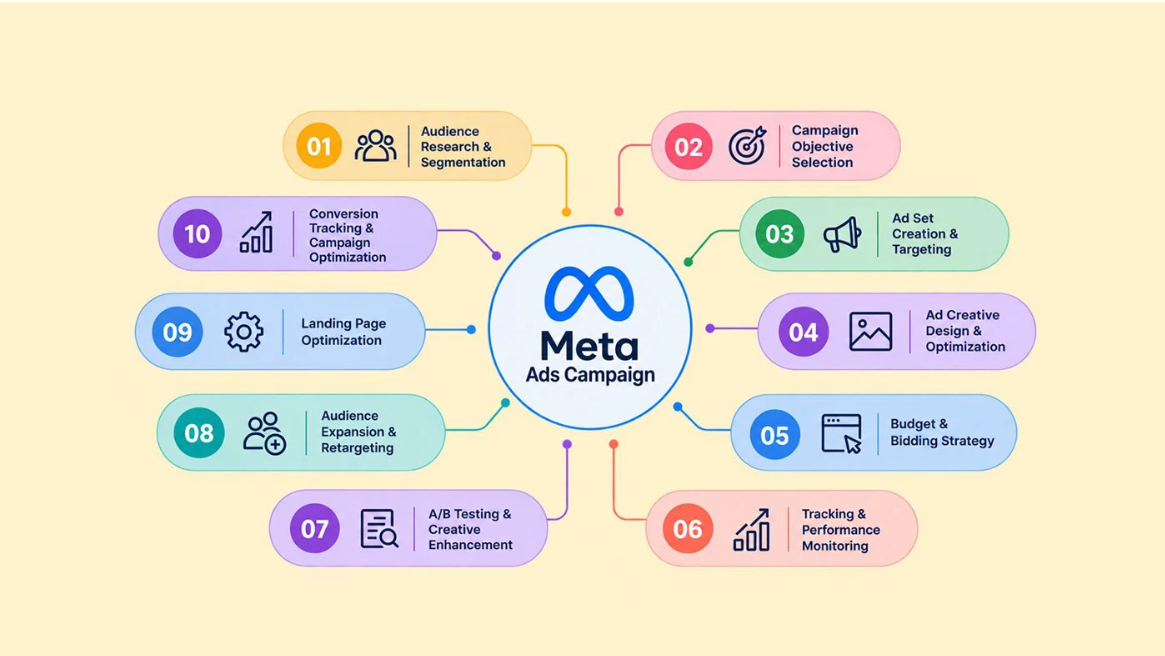 01
Audience
Research &
Segmentation
02
Campaign
Objective
Selection
10
Conversion
Tracking &
Campaign
Optimization
03
Ad Set
Creation &
Targeting
09
Landing Page
Optimization
Meta
Ads Campaign
04
Ad Creative
Design &
Optimization
08
Audience
Expansion &
Retargeting
05
Budget &
Bidding Strategy
07
A/B Testing &
Creative
Enhancement
06
Tracking &
Performance
Monitoring